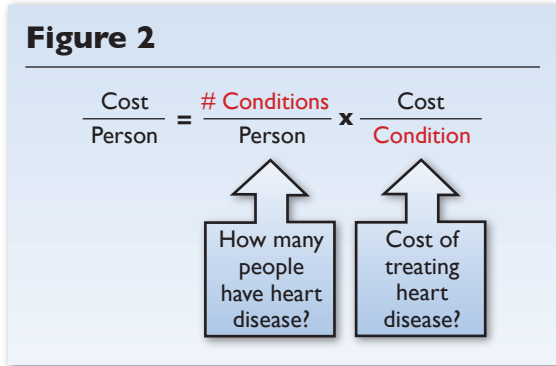 Figure 2
Cost = # Conditions x Cost
Person Person Condition
How many
people
have heart
disease?
Cost of
treating
heart
disease?